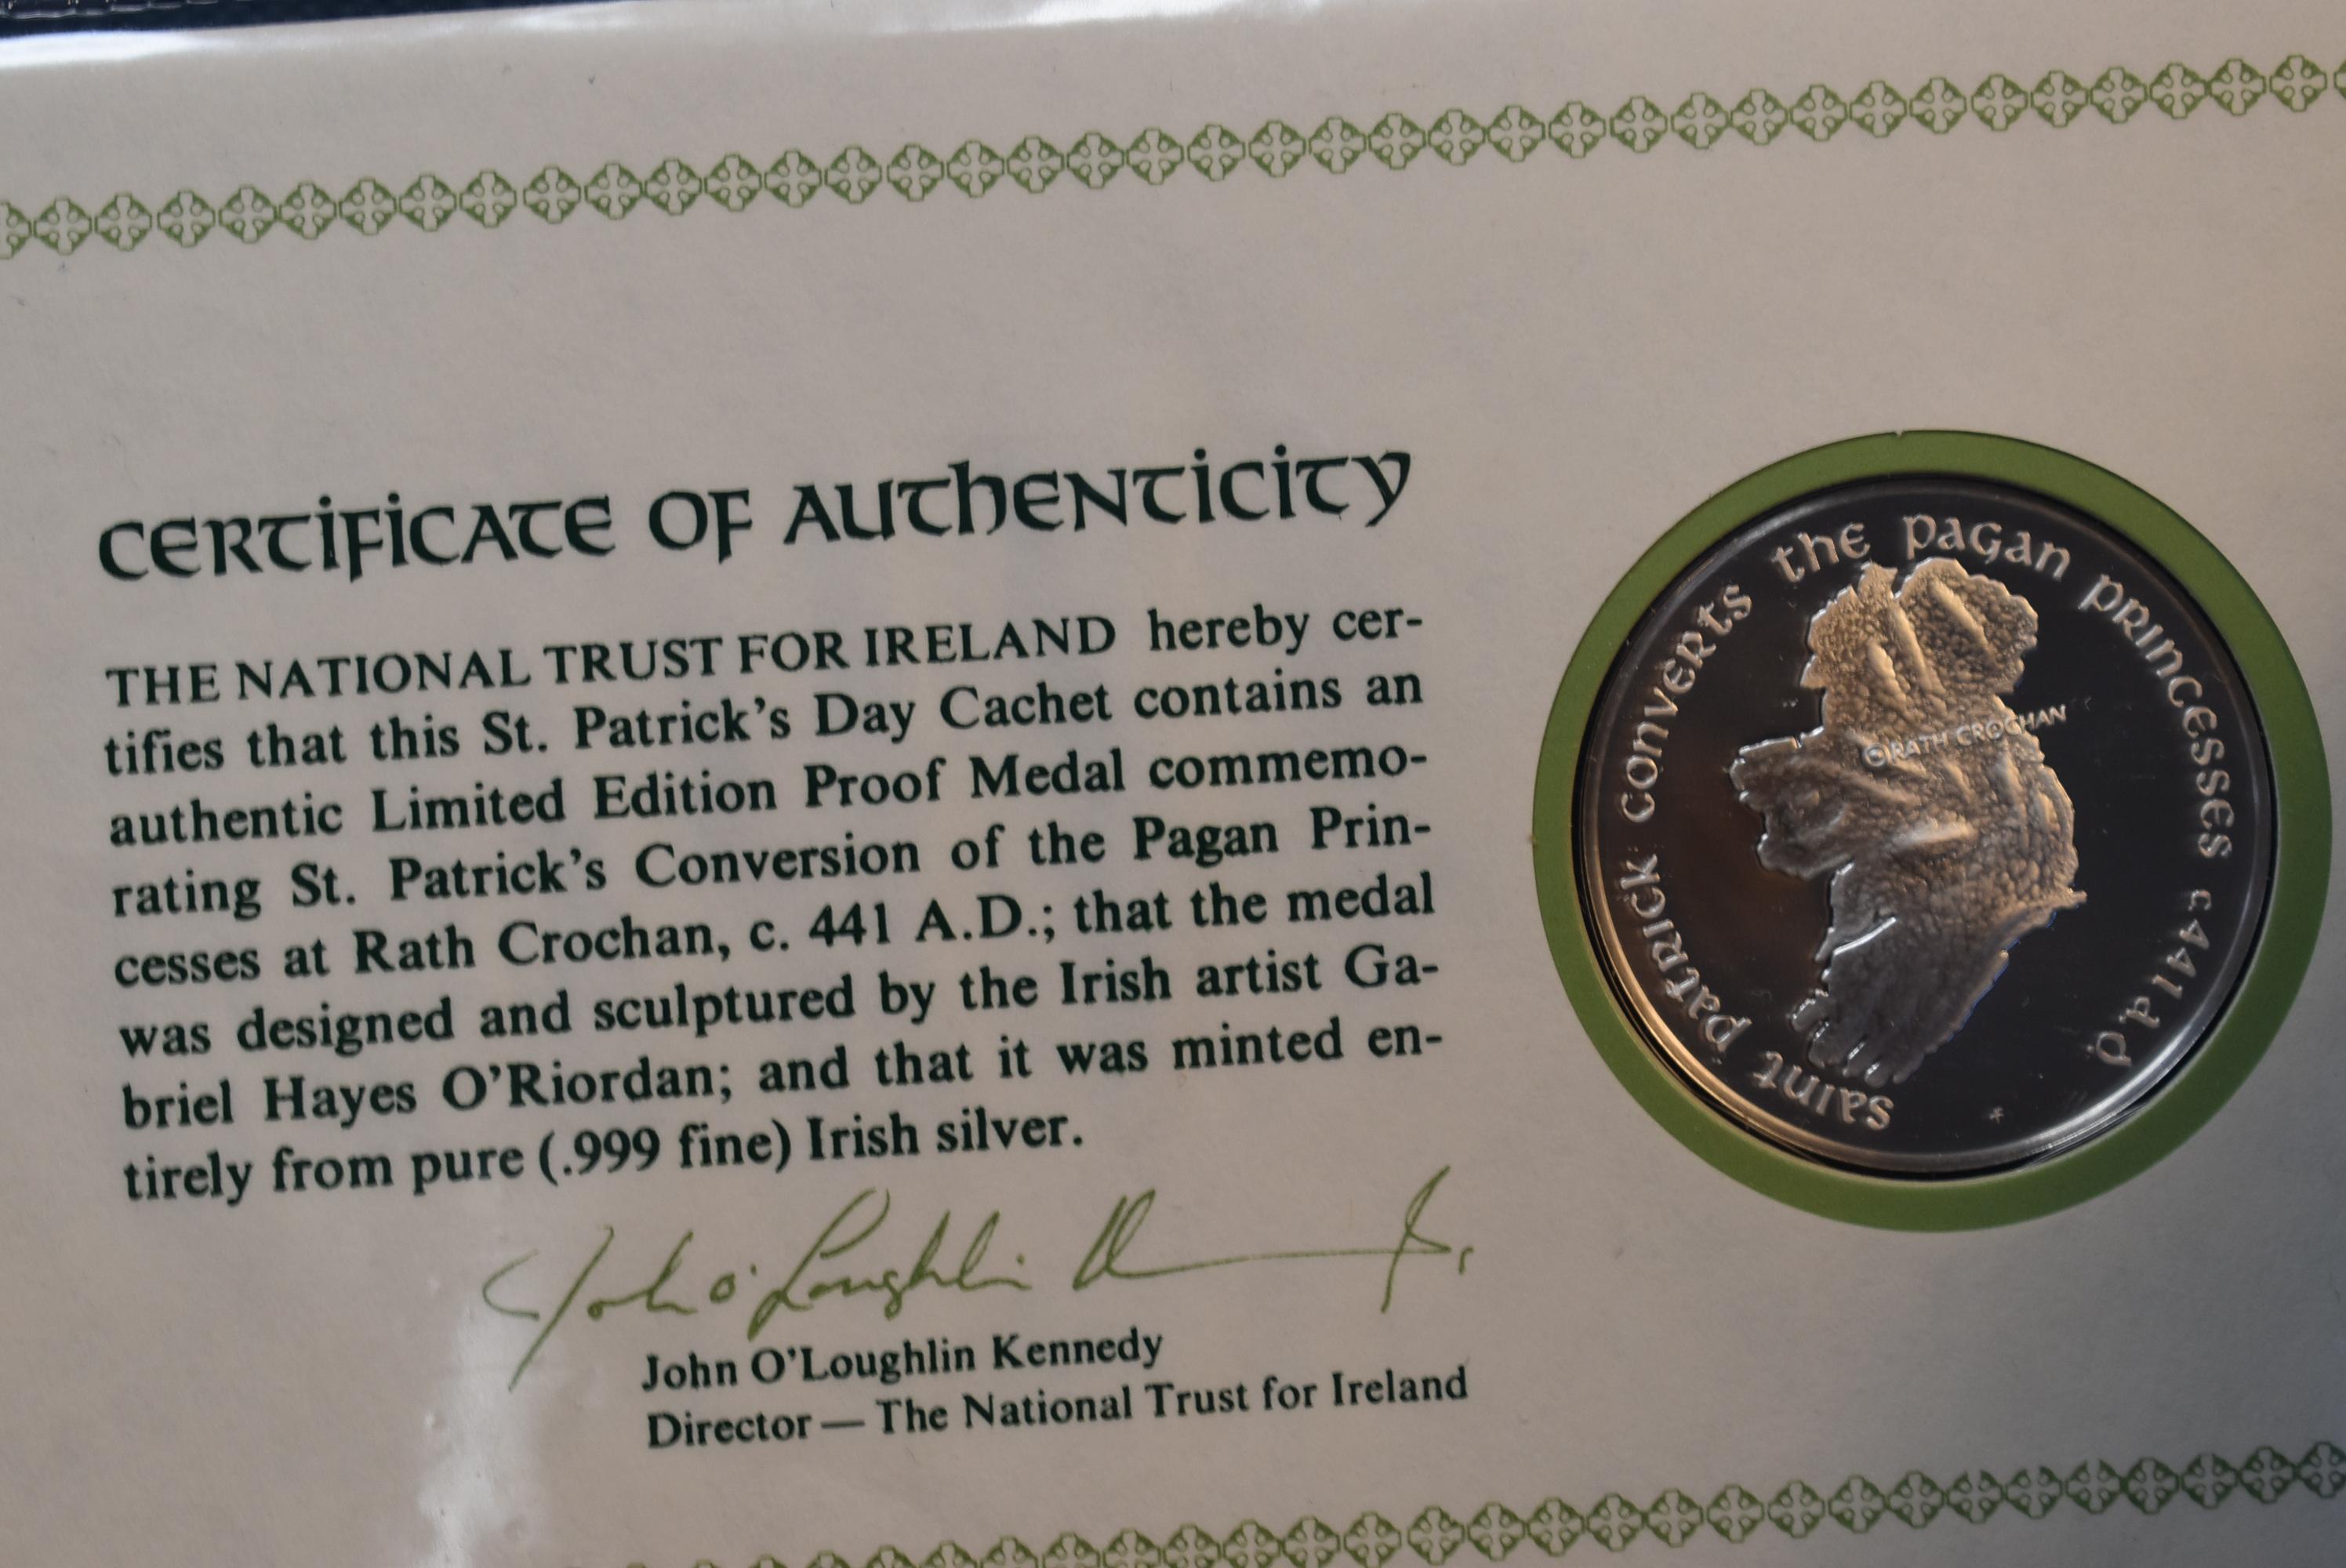 CERTIFICATE OF AUTHENTICITY
THE NATIONAL TRUST FOR IRELAND hereby cer-
tifies that this St. Patrick's Day Cachet contains an
authentic Limited Edition Proof Medal commemo-
rating St. Patrick's Conversion of the Pagan Prin-
cesses at Rath Crochan, c. 441 A.D.; that the medal
was designed and sculptured by the Irish artist Ga-
briel Hayes O'Riordan; and that it was minted en-
tirely from pure (.999 fine) Irish silver.
John O'Loughlin
John O'Loughlin Kennedy
Director — The National Trust for Ireland
saint patrick converts the pagan princesses c 441 a d
RATH CROCHAN